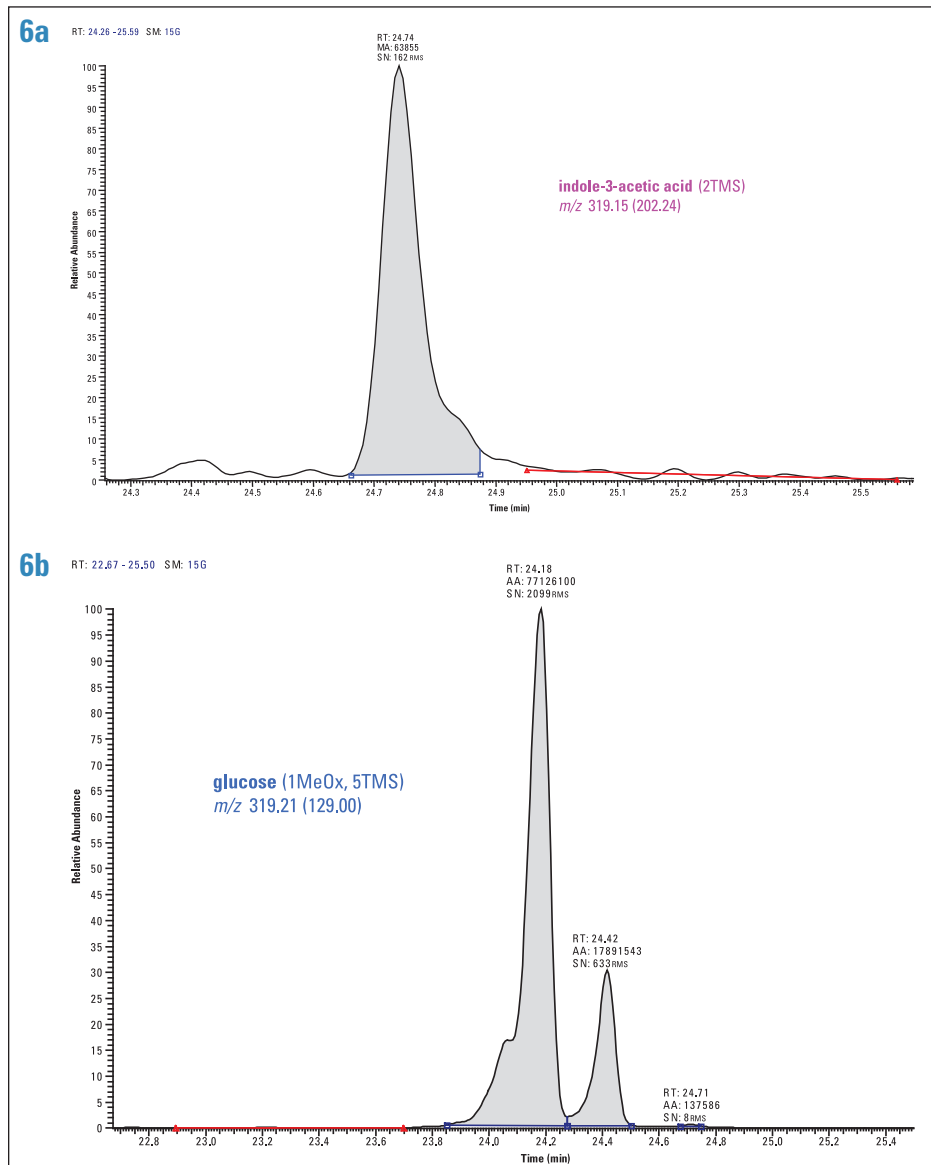 6a
RT: 24.26 - 25.59 SM: 15G
RT: 24.74
MA: 63855
SN: 162 RMS
100
95
90
85
80
75
70
65
60
55
50
45
40
35
30
25
20
15
10
5
0
Relative Abundance
indole-3-acetic acid (2TMS)
m/z 319.15 (202.24)
24.3 24.4 24.5 24.6 24.7 24.8 24.9 25.0 25.1 25.2 25.3 25.4 25.5
Time (min)
6b
RT: 22.67 - 25.50 SM: 15G
RT: 24.18
AA: 77126100
SN: 2099RMS
100
95
90
85
80
75
70
65
60
55
50
45
40
35
30
25
20
15
10
5
0
Relative Abundance
glucose (1MeOx, 5TMS)
m/z 319.21 (129.00)
RT: 24.42
AA: 17891543
SN: 633RMS
RT: 24.71
AA: 137586
SN: 8RMS
22.8 23.0 23.2 23.4 23.6 23.8 24.0 24.2 24.4 24.6 24.8 25.0 25.2 25.4
Time (min)